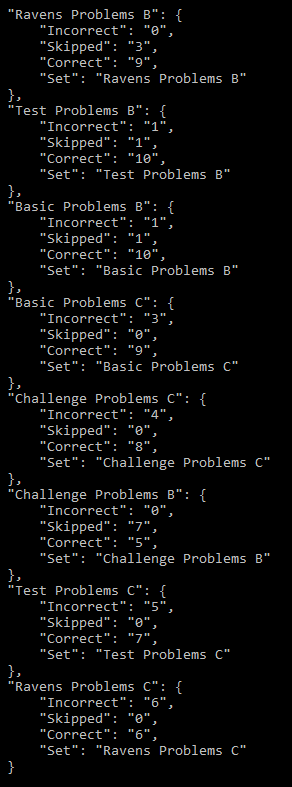 "Ravens Problems B": {
    "Incorrect": "0",
    "Skipped": "3",
    "Correct": "9",
    "Set": "Ravens Problems B"
},
"Test Problems B": {
    "Incorrect": "1",
    "Skipped": "1",
    "Correct": "10",
    "Set": "Test Problems B"
},
"Basic Problems B": {
    "Incorrect": "1",
    "Skipped": "1",
    "Correct": "10",
    "Set": "Basic Problems B"
},
"Basic Problems C": {
    "Incorrect": "3",
    "Skipped": "0",
    "Correct": "9",
    "Set": "Basic Problems C"
},
"Challenge Problems C": {
    "Incorrect": "4",
    "Skipped": "0",
    "Correct": "8",
    "Set": "Challenge Problems C"
},
"Challenge Problems B": {
    "Incorrect": "0",
    "Skipped": "7",
    "Correct": "5",
    "Set": "Challenge Problems B"
},
"Test Problems C": {
    "Incorrect": "5",
    "Skipped": "0",
    "Correct": "7",
    "Set": "Test Problems C"
},
"Ravens Problems C": {
    "Incorrect": "6",
    "Skipped": "0",
    "Correct": "6",
    "Set": "Ravens Problems C"
}